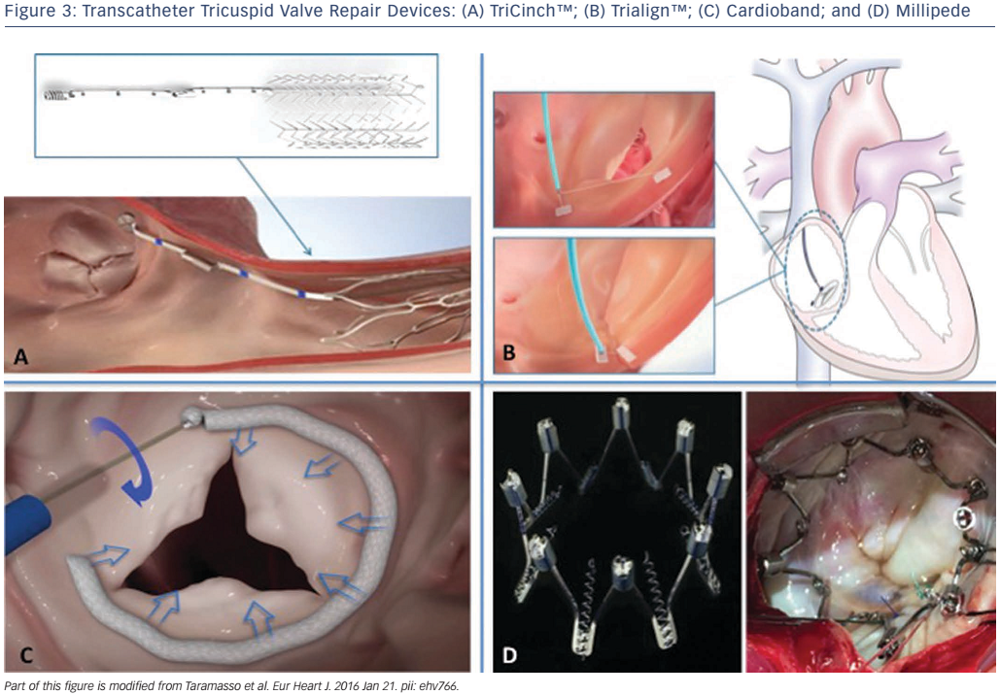 Figure 3: Transcatheter Tricuspid Valve Repair Devices: (A) TriCinch™; (B) Trialign™; (C) Cardioband; and (D) Millipede
A
B
C
D
Part of this figure is modified from Taramasso et al. Eur Heart J. 2016 Jan 21. pii: ehv766.